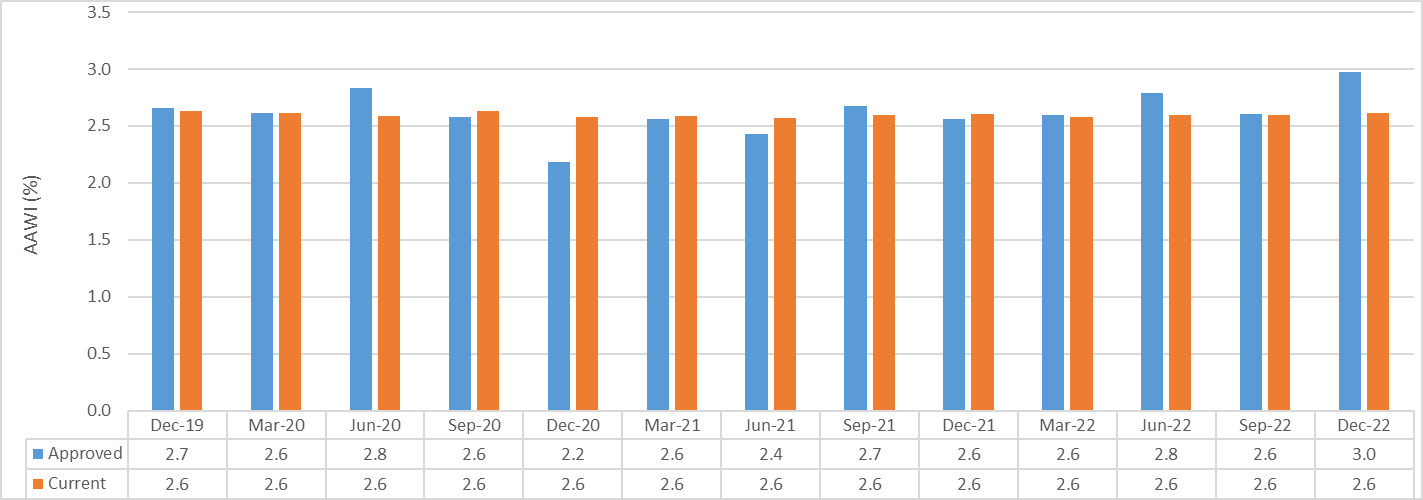 3.5
3.0
2.5
2.0
1.5
1.0
0.5
0.0
AAWI (%)
Dec-19 Mar-20 Jun-20 Sep-20 Dec-20 Mar-21 Jun-21 Sep-21 Dec-21 Mar-22 Jun-22 Sep-22 Dec-22
Approved 2.7 2.6 2.8 2.6 2.2 2.6 2.4 2.7 2.6 2.6 2.8 2.6 3.0
Current 2.6 2.6 2.6 2.6 2.6 2.6 2.6 2.6 2.6 2.6 2.6 2.6 2.6